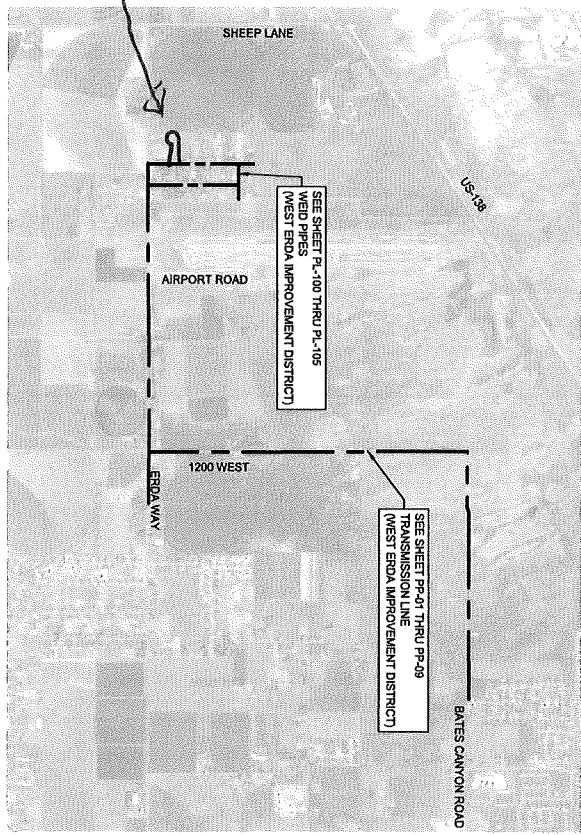 SHEEP LANE
US-138
SEE SHEET PL-100 THRU PL-105
WEID PIPES
(WEST ERDA IMPROVEMENT DISTRICT)
AIRPORT ROAD
1200 WEST
ERDA WAY
SEE SHEET PP-01 THRU PP-09
TRANSMISSION LINE
(WEST ERDA IMPROVEMENT DISTRICT)
BATES CANYON ROAD